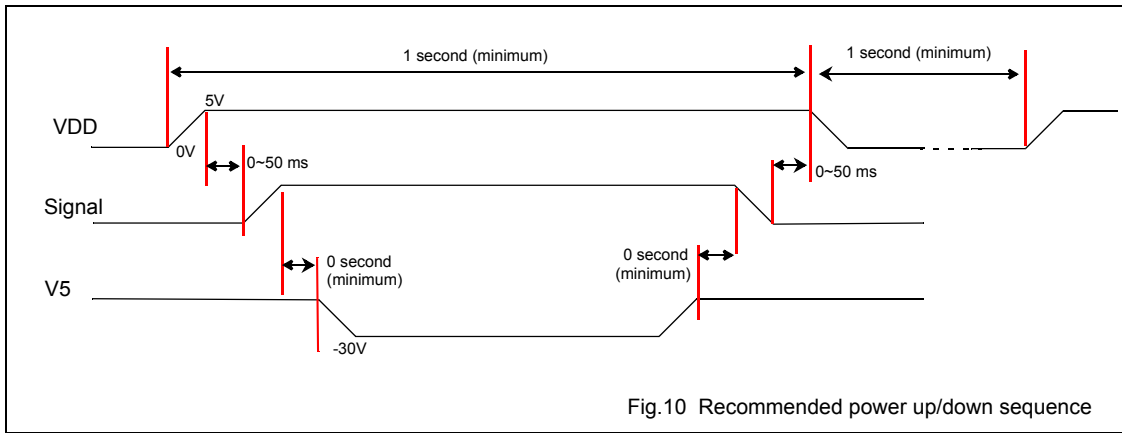 1 second (minimum)
1 second (minimum)
5V
VDD
0V
0~50 ms
0~50 ms
Signal
0 second
(minimum)
0 second
(minimum)
V5
-30V
Fig.10 Recommended power up/down sequence